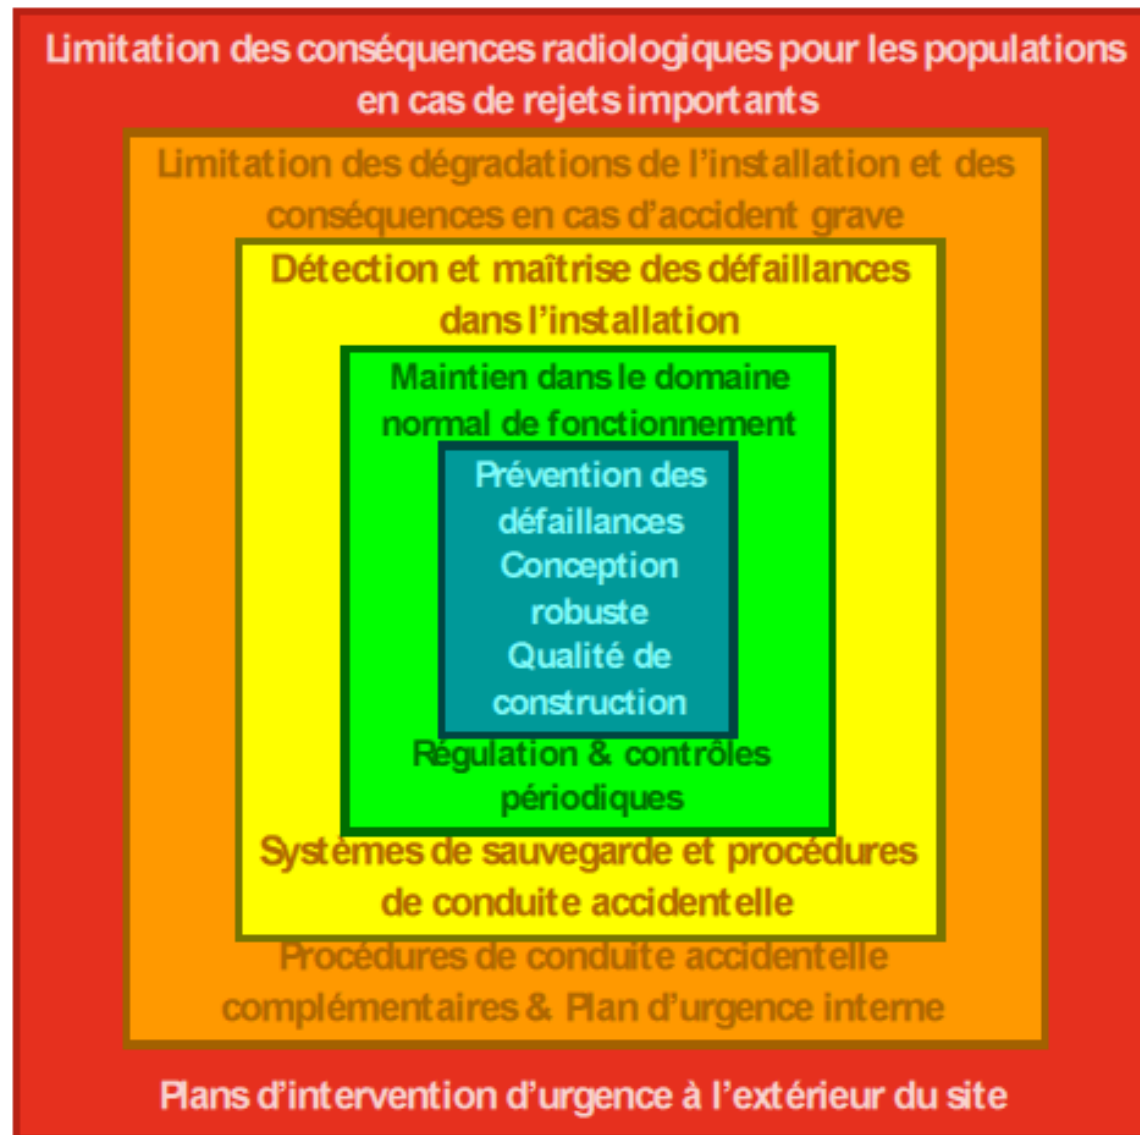 Limitation des conséquences radiologiques pour les populations
en cas de rejets importants
Limitation des dégradations de l'installation et des
conséquences en cas d'accident grave
Détection et maîtrise des défaillances
dans l'installation
Maintien dans le domaine
normal de fonctionnement
Prévention des
défaillances
Conception
robuste
Qualité de
construction
Régulation & contrôles
périodiques
Systèmes de sauvegarde et procédures
de conduite accidentelle
Procédures de conduite accidentelle
complémentaires & Plan d'urgence interne
Plans d'intervention d'urgence à l'extérieur du site